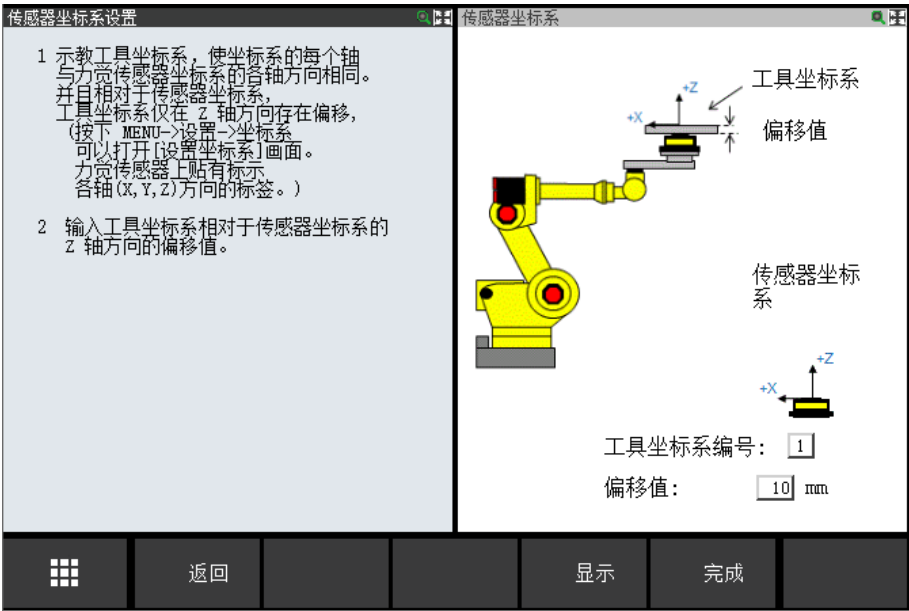 传感器坐标系设置
1 示教工具坐标系，使坐标系的每个轴
与力觉传感器坐标系的各轴方向相同。
并且相对于传感器坐标系，
工具坐标系仅在 Z 轴方向存在偏移，
(按下 MENU->设置->坐标系
可以打开[设置坐标系]画面。
力觉传感器上贴有标示
各轴(X,Y,Z)方向的标签。)
2 输入工具坐标系相对于传感器坐标系的
Z 轴方向的偏移值。
传感器坐标系
+Z
工具坐标系
+X
偏移值
传感器坐标
系
+Z
+X
工具坐标系编号: 1
偏移值: 10 mm
返回
显示
完成